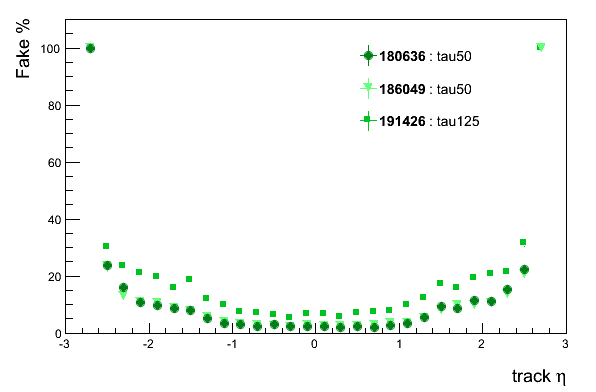 Fake %
100
80
60
40
20
0
180636 : tau50
186049 : tau50
191426 : tau125
-3 -2 -1 0 1 2 3
track η